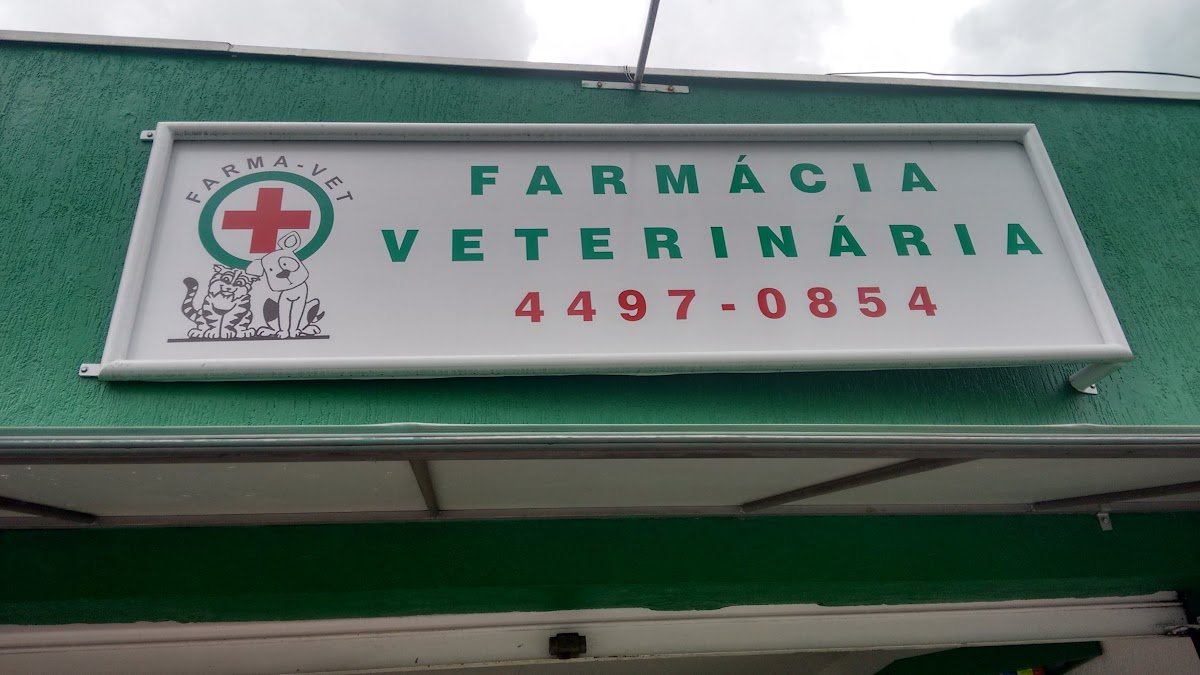 FARMA-VET
FARMÁCIA
VETERINÁRIA
4497-0854